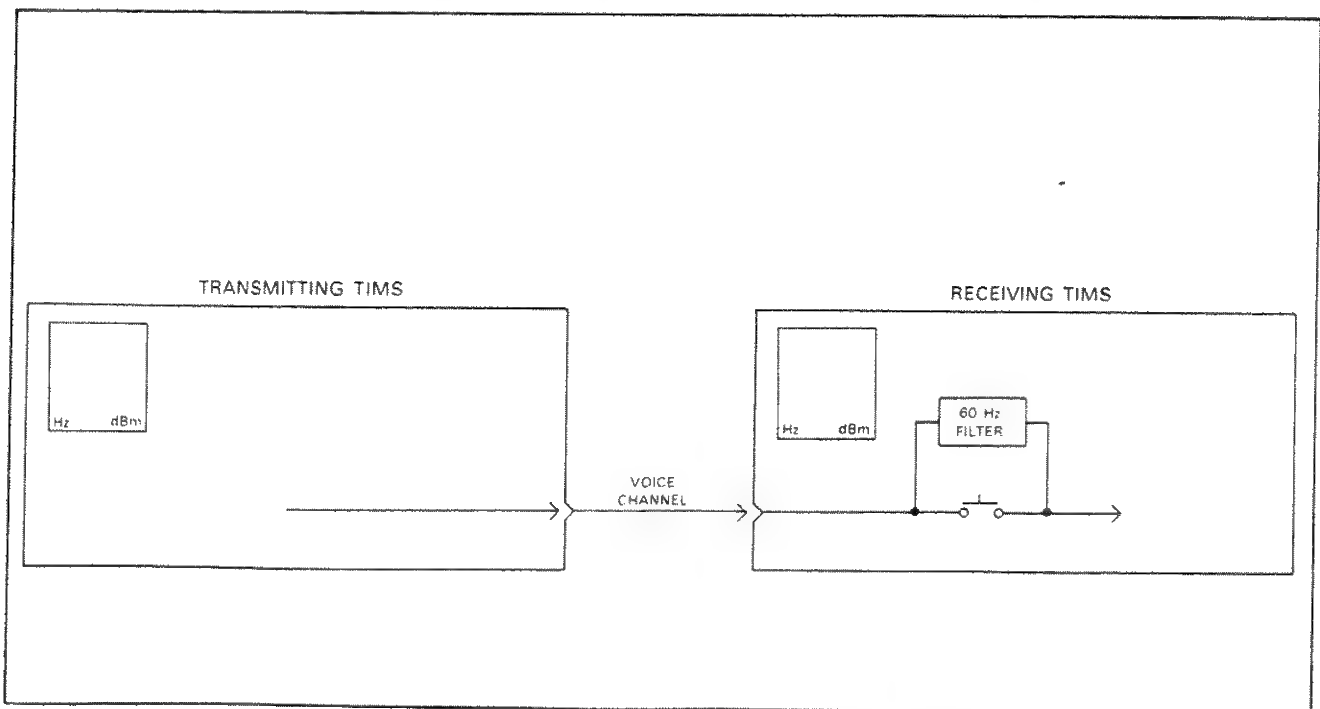 TRANSMITTING TIMS
RECEIVING TIMS
Hz dBm
Hz dBm
60 Hz
FILTER
VOICE
CHANNEL